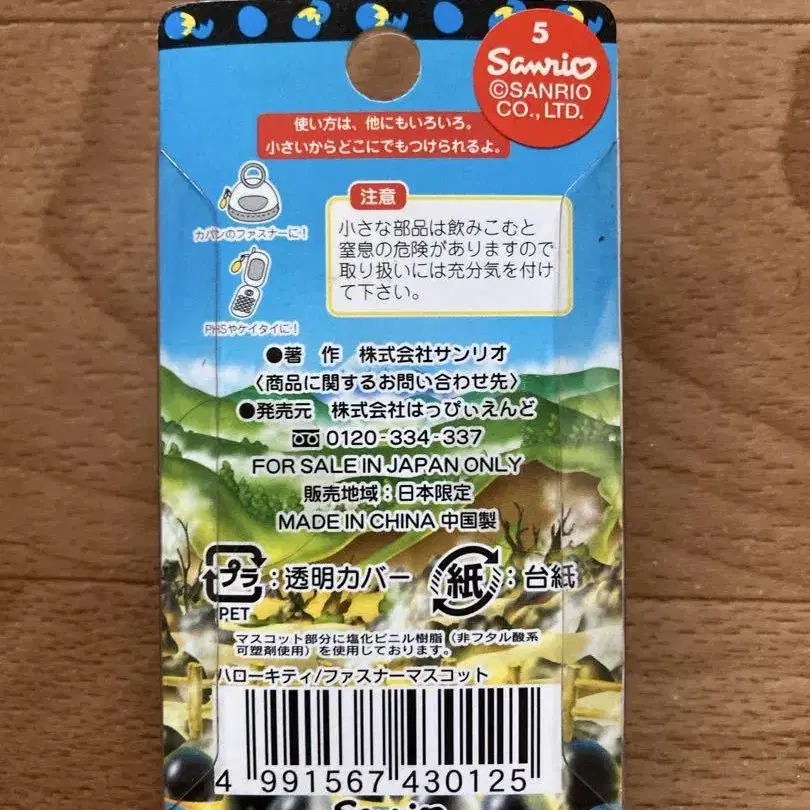 5
Sanrio
©SANRIO
CO., LTD.
使い方は、他にもいろいろ。
小さいからどこにでもつけられるよ。
カバンのファスナーに!
PHSやケイタイに!
注意
小さな部品は飲みこむと
窒息の危険がありますので
取り扱いには充分気を付け
て下さい。
●著 作 株式会社サンリオ
〈商品に関するお問い合わせ先〉
●発売元 株式会社はっぴぃえんど
0120-334-337
FOR SALE IN JAPAN ONLY
販売地域:日本限定
MADE IN CHINA 中国製
プラ:透明カバー
PET
紙:台紙
マスコット部分に塩化ビニル樹脂(非フタル酸系
可塑剤使用)を使用しております。
ハローキティ/ファスナーマスコット
4 991567 430125
Sanrio